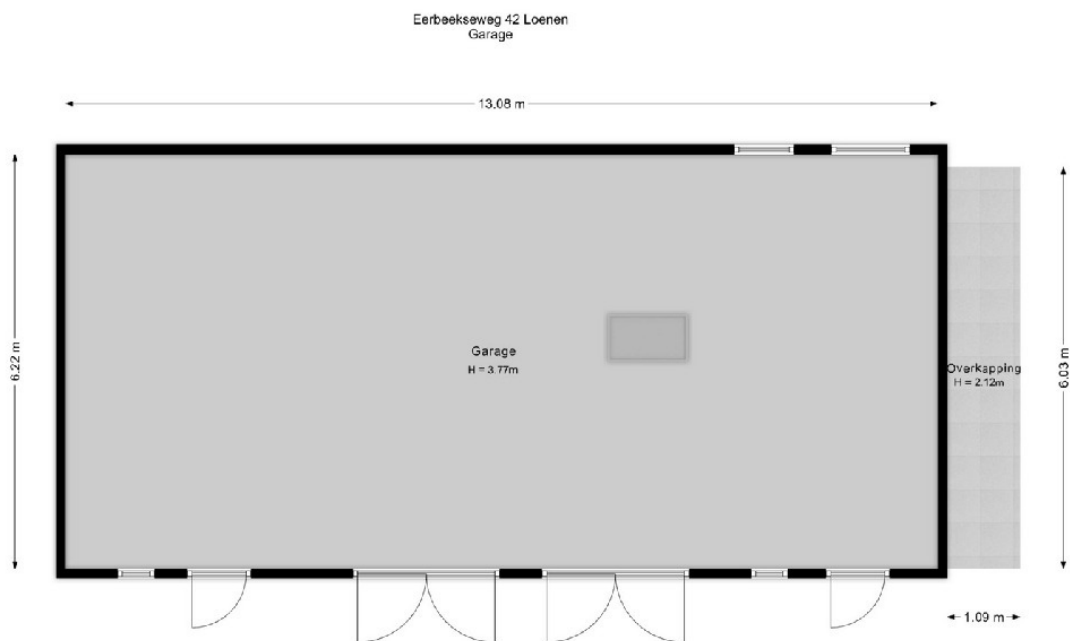 Eerbeekseweg 42 Loenen
Garage
13.08 m
6.22 m
Garage
H = 3.77m
Overkapping
H = 2.12m
6.03 m
1.09 m